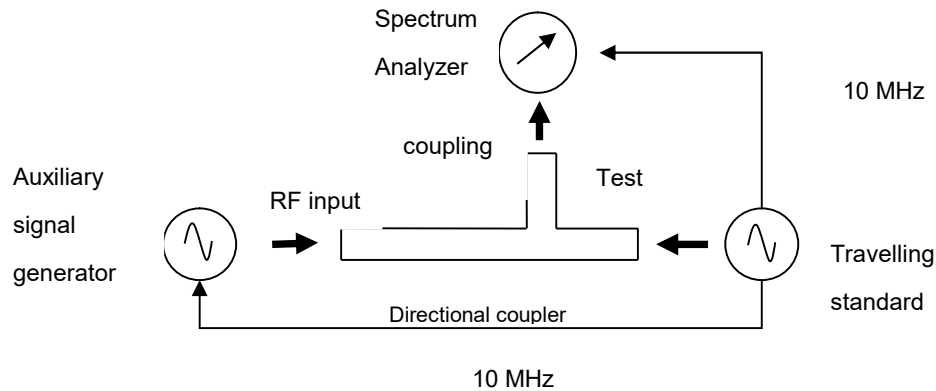 Spectrum
Analyzer
10 MHz
coupling
Test
Auxiliary
signal
generator
RF input
Travelling
standard
Directional coupler
10 MHz